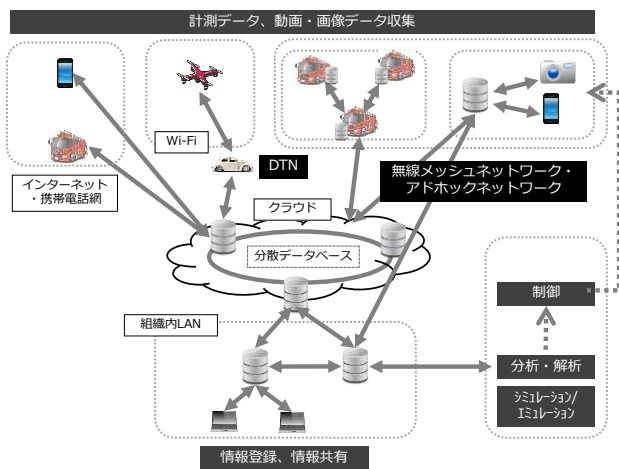 計測データ、動画・画像データ収集
Wi-Fi
DTN
インターネット
・携帯電話網
無線メッシュネットワーク・
アドホックネットワーク
クラウド
分散データベース
組織内LAN
制御
分析・解析
ｼﾐｭﾚｰｼｮﾝ/
ｴﾐｭﾚｰｼｮﾝ
情報登録、情報共有